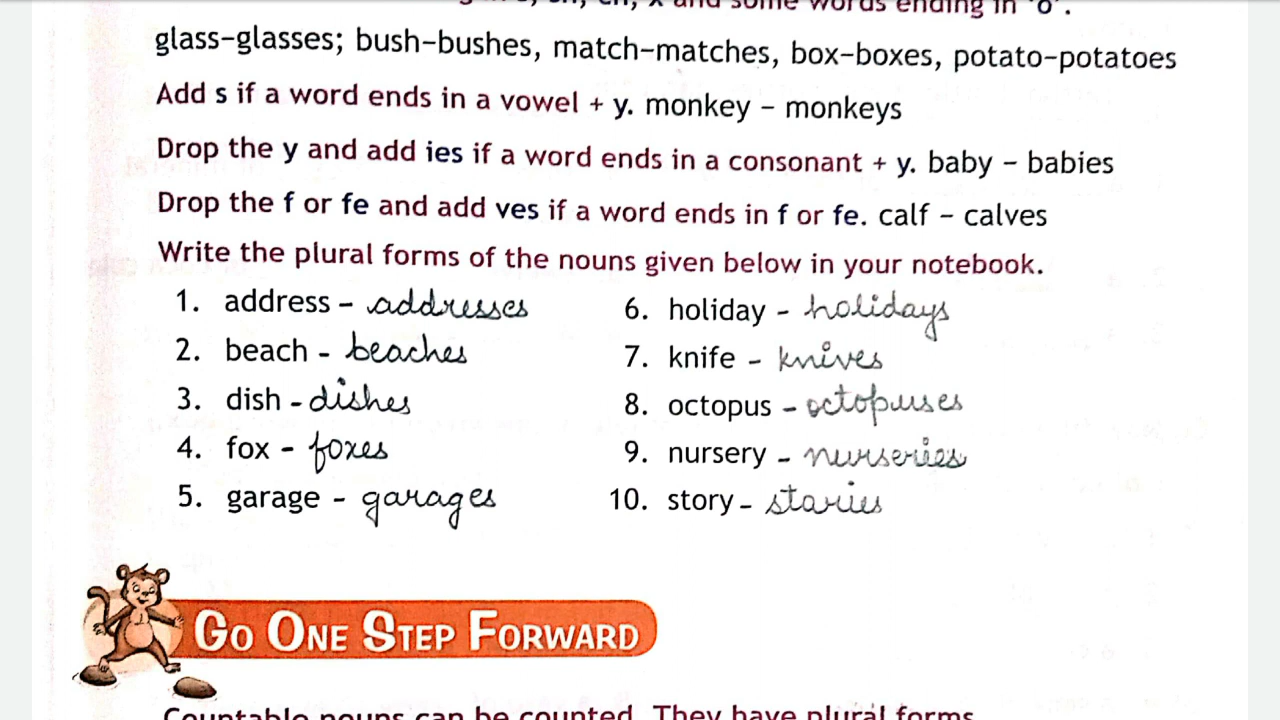 some words ending in 'o'.
glass-glasses; bush-bushes, match-matches, box-boxes, potato-potatoes
Add s if a word ends in a vowel + y. monkey - monkeys
Drop the y and add ies if a word ends in a consonant + y. baby - babies
Drop the f or fe and add ves if a word ends in f or fe. calf - calves
Write the plural forms of the nouns given below in your notebook.
1. address - addresses
2. beach - beaches
3. dish - dishes
4. fox - foxes
5. garage - garages
6. holiday - holidays
7. knife - knives
8. octopus - octopuses
9. nursery - nurseries
10. story - stories
GO ONE STEP FORWARD
Countable nouns can be counted. They have plural forms